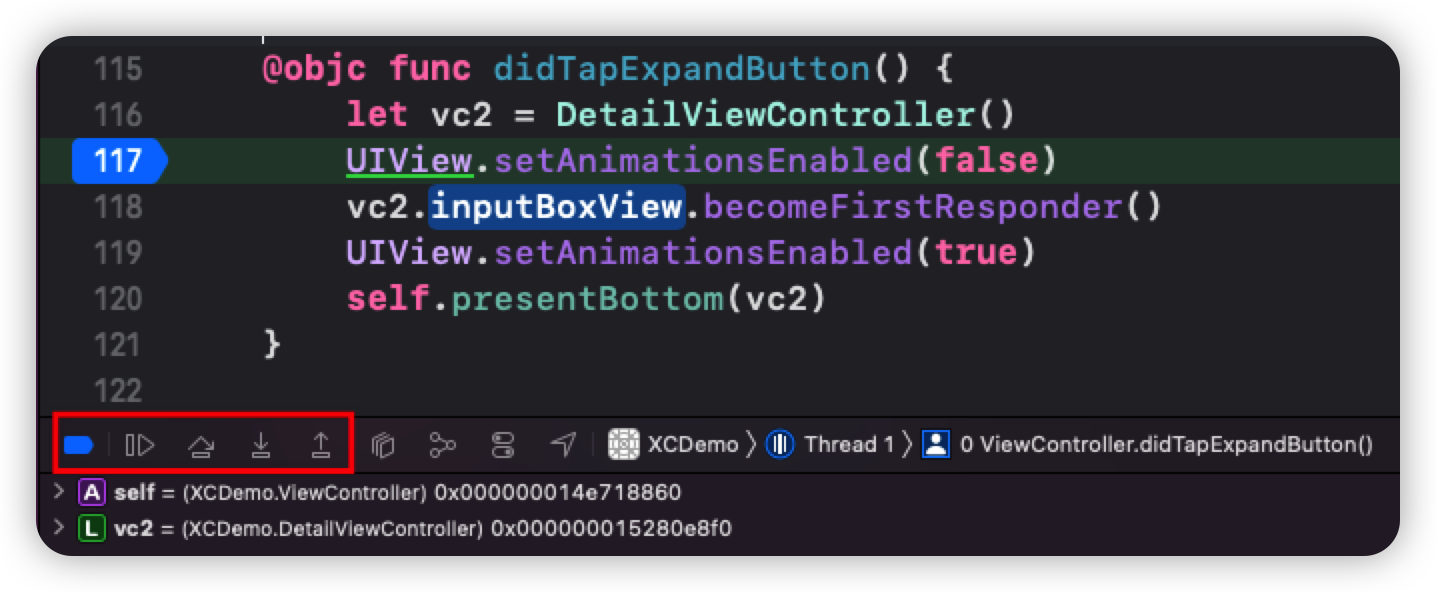 115 @objc func didTapExpandButton() {
116 let vc2 = DetailViewController()
117 UIView.setAnimationsEnabled(false)
118 vc2.inputBoxView.becomeFirstResponder()
119 UIView.setAnimationsEnabled(true)
120 self.presentBottom(vc2)
121 }
122
XCDemo 〉 Thread 1 〉 0 ViewController.didTapExpandButton()
A self = (XCDemo.ViewController) 0x000000014e718860
L vc2 = (XCDemo.DetailViewController) 0x000000015280e8f0